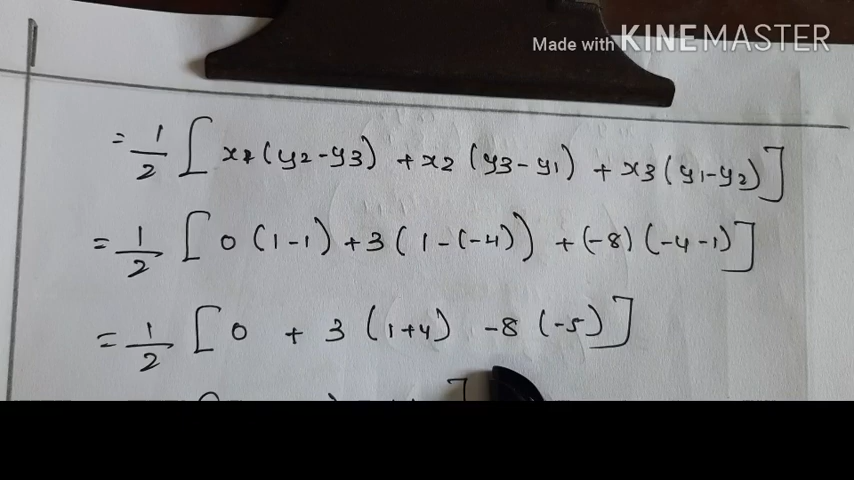 Made with KINEMASTER
= 1/2 [ x1(y2-y3) + x2 (y3-y1) + x3 (y1-y2) ]
= 1/2 [ 0 (1-1) + 3 ( 1-(-4)) + (-8) (-4-1) ]
= 1/2 [ 0 + 3 (1+4) -8 (-5) ]